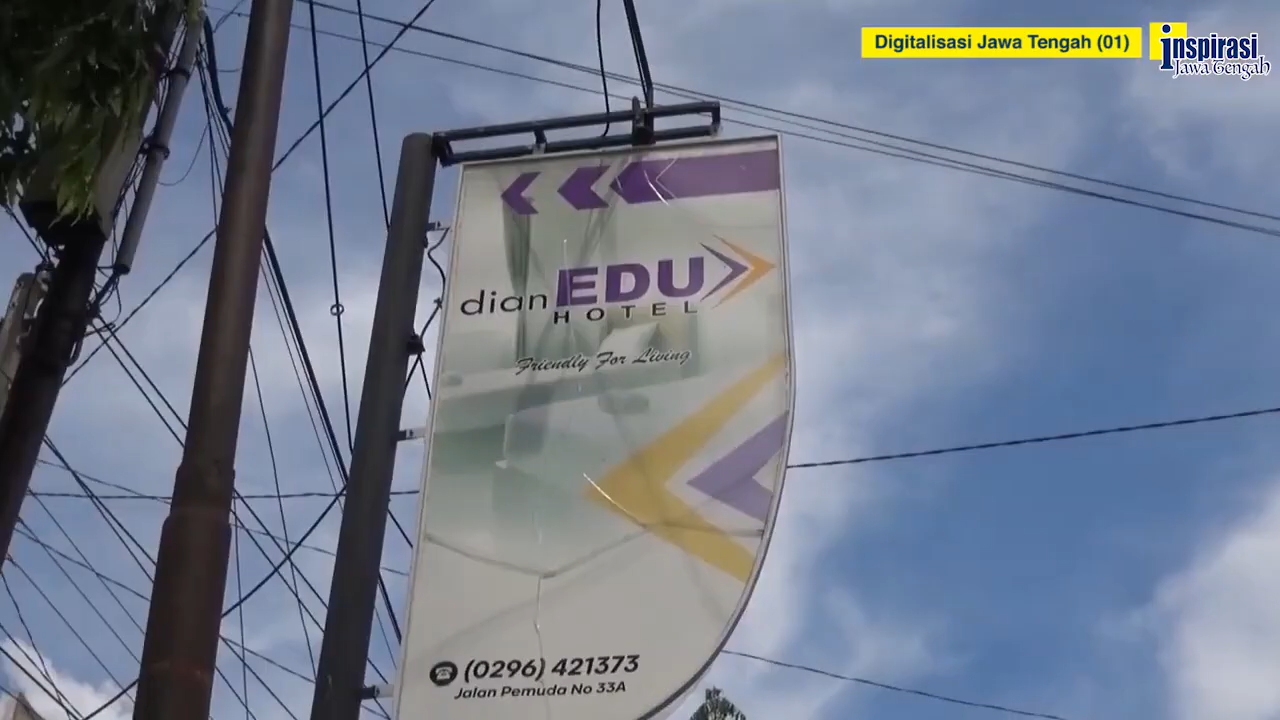 Digitalisasi Jawa Tengah (01)
inspirasi
Jawa Tengah
dian EDU
HOTEL
Friendly For Living
(0296) 421373
Jalan Pemuda No 33A